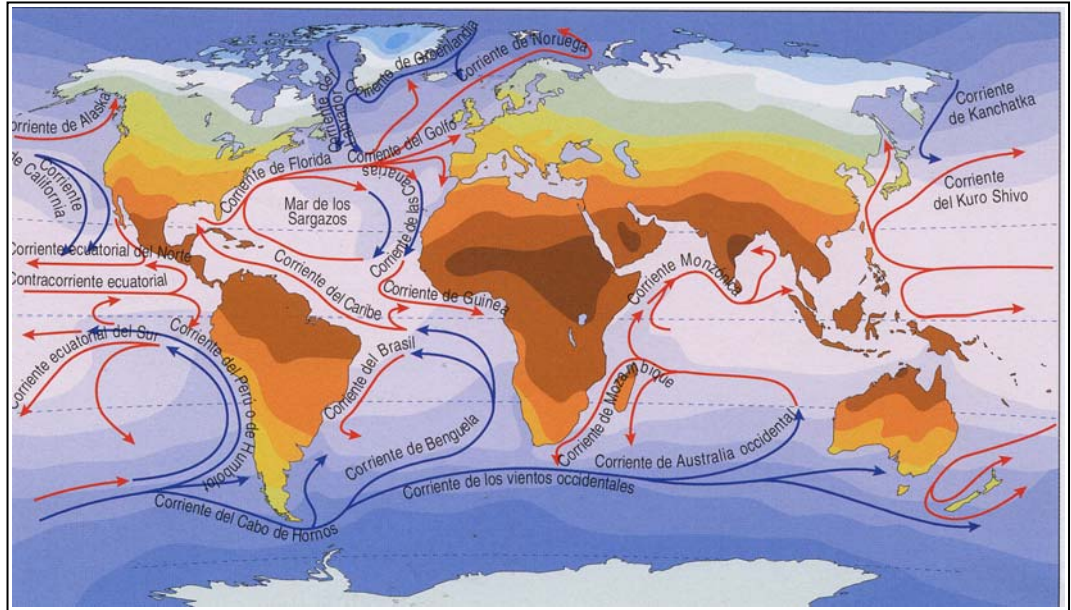 Corriente de Noruega
Corriente de Groenlandia
Corriente del Labrador
Corriente de Alaska
Corriente de Kanchatka
Corriente del Golfo
Corriente de Florida
de California
Corriente
Corriente de las Canarias
Mar de los Sargazos
Corriente del Kuro Shivo
Corriente ecuatorial del Norte
Contracorriente ecuatorial
Corriente del Caribe
Corriente de Guinea
Corriente Monzónica
Corriente ecuatorial del Sur
Corriente del Perú o de Humboldt
Corriente del Brasil
Corriente de Mozambique
Corriente de Benguela
Corriente de Australia occidental
Corriente de los vientos occidentales
Corriente del Cabo de Hornos